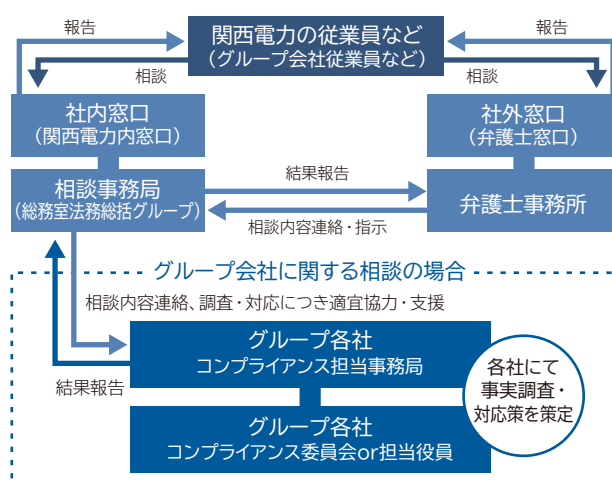 報告
関西電力の従業員など
(グループ会社従業員など)
報告
相談
相談
社内窓口
(関西電力内窓口)
社外窓口
(弁護士窓口)
相談事務局
(総務室法務総括グループ)
結果報告
弁護士事務所
相談内容連絡・指示
グループ会社に関する相談の場合
相談内容連絡、調査・対応につき適宜協力・支援
グループ各社
コンプライアンス担当事務局
結果報告
各社にて
事実調査・
対応策を策定
グループ各社
コンプライアンス委員会or担当役員